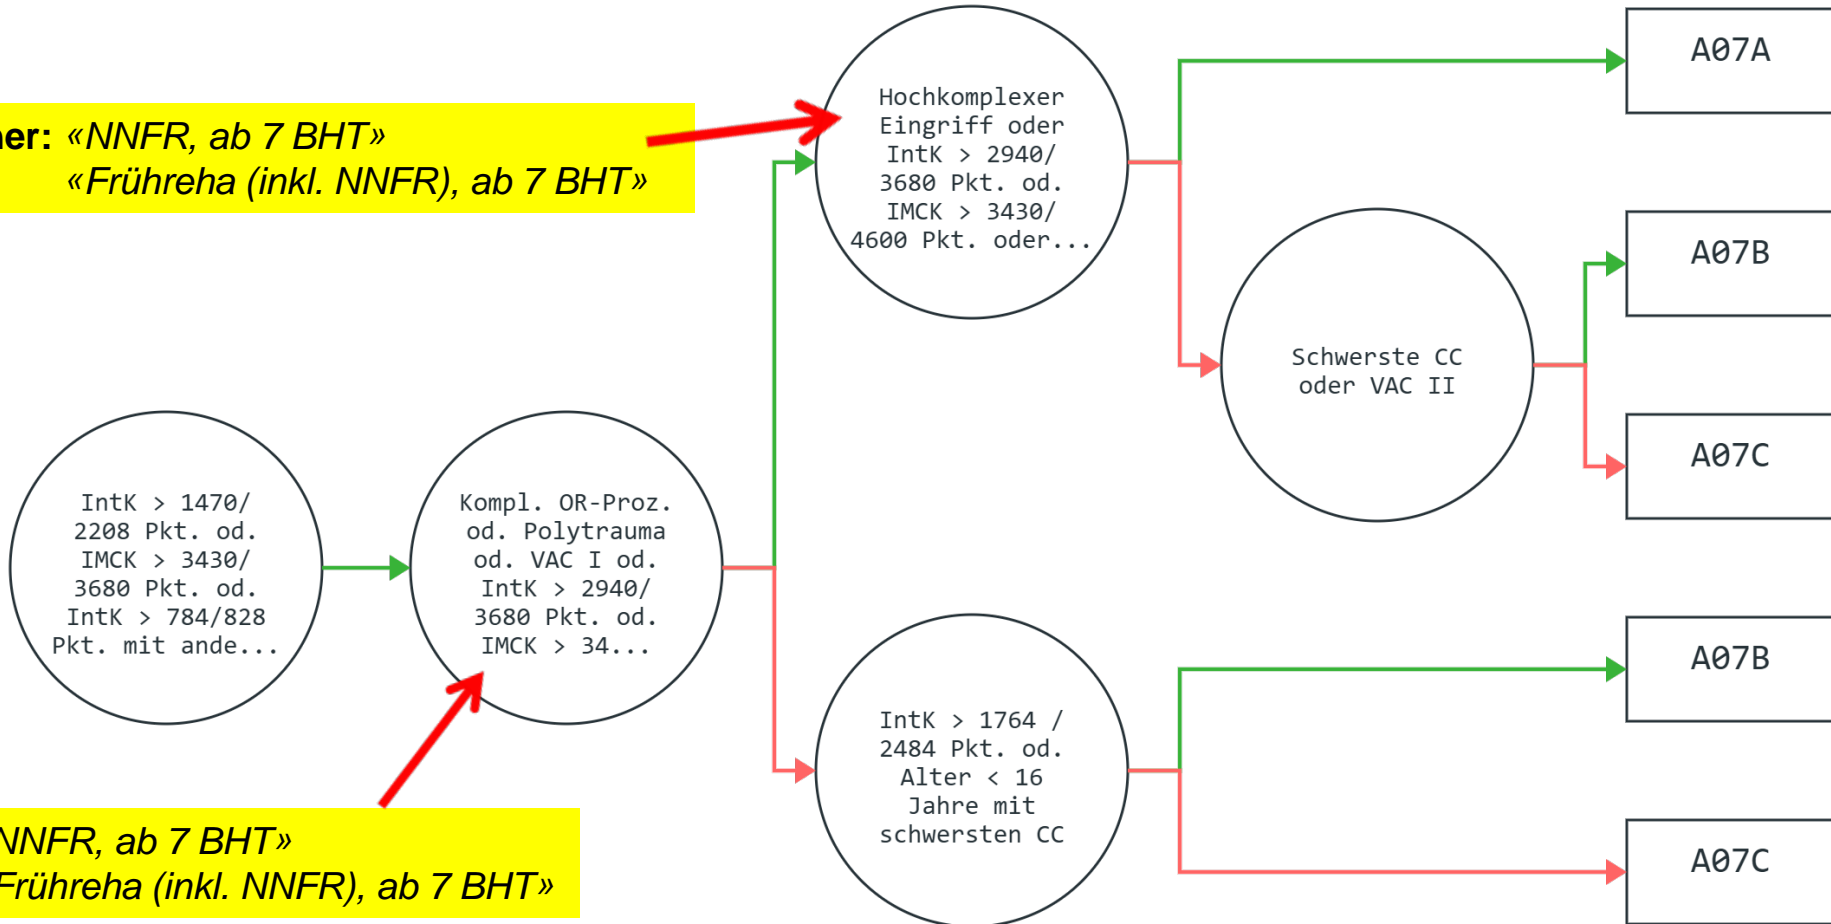 «NNFR, ab 7 BHT»
«Frühreha (inkl. NNFR), ab 7 BHT»
Hochkomplexer
Eingriff oder
IntK > 2940/
3680 Pkt. od.
IMCK > 3430/
4600 Pkt. oder...
A07A
A07B
Schwerste CC
oder VAC II
A07C
IntK > 1470/
2208 Pkt. od.
IMCK > 3430/
3680 Pkt. od.
IntK > 784/828
Pkt. mit ande...
Kompl. OR-Proz.
od. Polytrauma
od. VAC I od.
IntK > 2940/
3680 Pkt. od.
IMCK > 34...
A07B
IntK > 1764 /
2484 Pkt. od.
Alter < 16
Jahre mit
schwersten CC
NNFR, ab 7 BHT»
Frühreha (inkl. NNFR), ab 7 BHT»
A07C